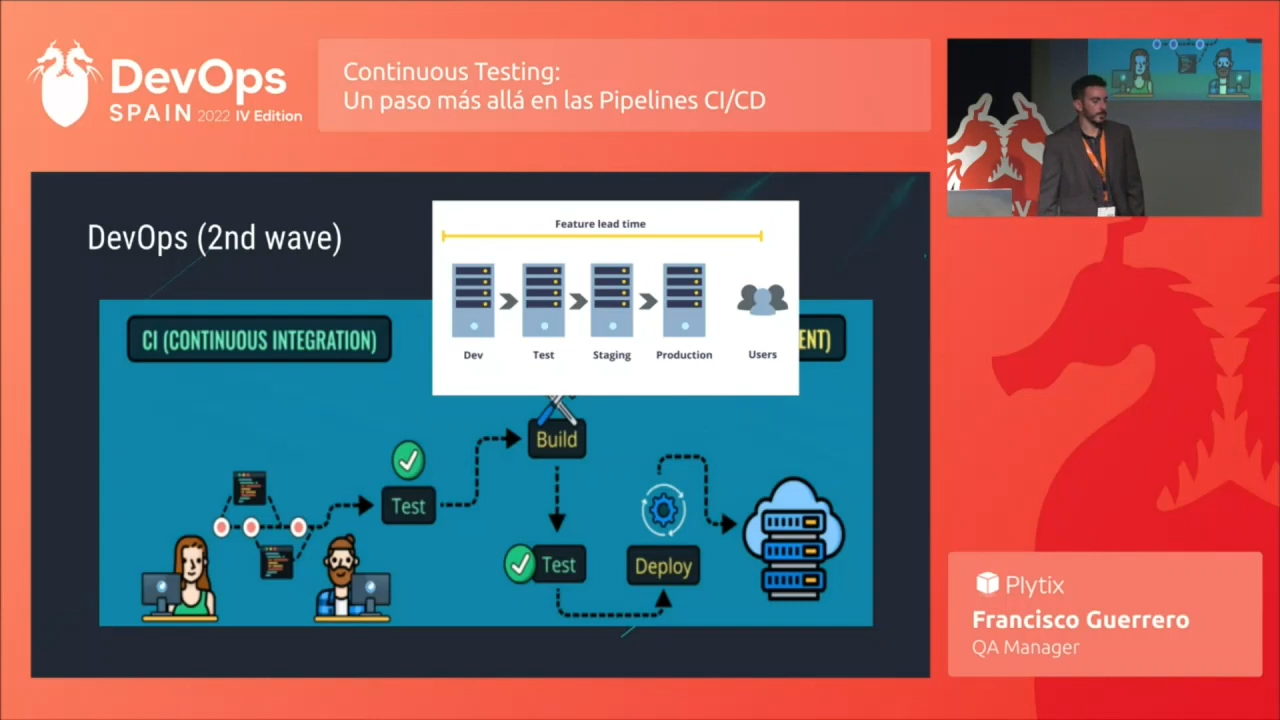 DevOps
SPAIN 2022 IV Edition
Continuous Testing:
Un paso más allá en las Pipelines CI/CD
DevOps (2nd wave)
Feature lead time
Dev
Test
Staging
Production
Users
CI (CONTINUOUS INTEGRATION)
ENT)
Build
Test
Test
Deploy
Plytix
Francisco Guerrero
QA Manager